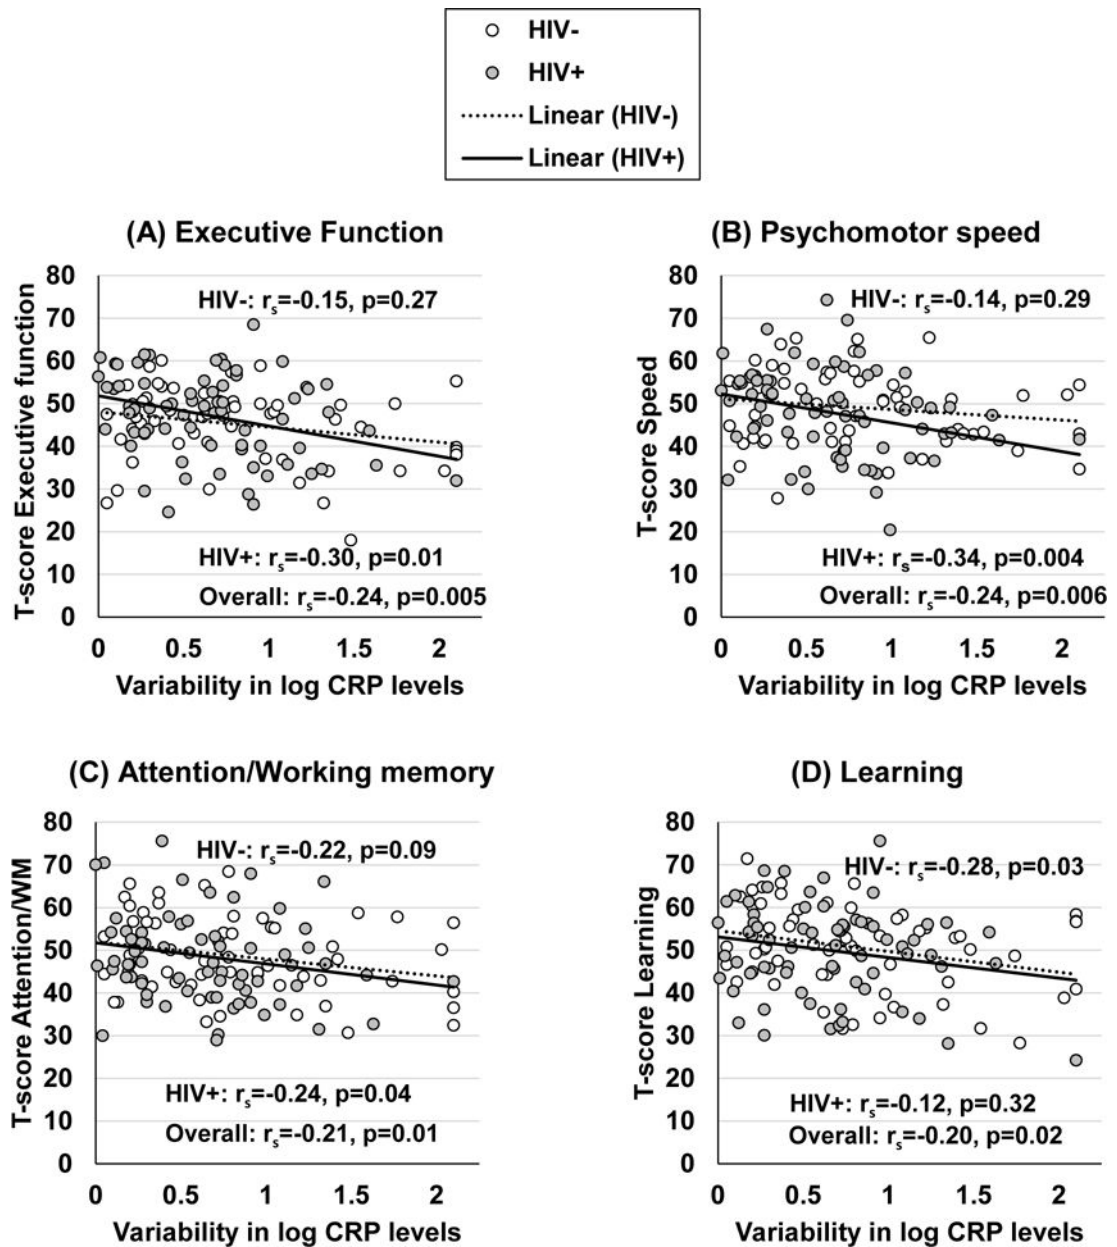 HIV-
HIV+
Linear (HIV-)
Linear (HIV+)
(A) Executive Function
T-score Executive function
80
70
60
50
40
30
20
10
0
HIV-: rs=-0.15, p=0.27
HIV+: rs=-0.30, p=0.01
Overall: rs=-0.24, p=0.005
0 0.5 1 1.5 2
Variability in log CRP levels
(B) Psychomotor speed
T-score Speed
80
70
60
50
40
30
20
10
0
HIV-: rs=-0.14, p=0.29
HIV+: rs=-0.34, p=0.004
Overall: rs=-0.24, p=0.006
0 0.5 1 1.5 2
Variability in log CRP levels
(C) Attention/Working memory
T-score Attention/WM
80
70
60
50
40
30
20
10
0
HIV-: rs=-0.22, p=0.09
HIV+: rs=-0.24, p=0.04
Overall: rs=-0.21, p=0.01
0 0.5 1 1.5 2
Variability in log CRP levels
(D) Learning
T-score Learning
80
70
60
50
40
30
20
10
0
HIV-: rs=-0.28, p=0.03
HIV+: rs=-0.12, p=0.32
Overall: rs=-0.20, p=0.02
0 0.5 1 1.5 2
Variability in log CRP levels